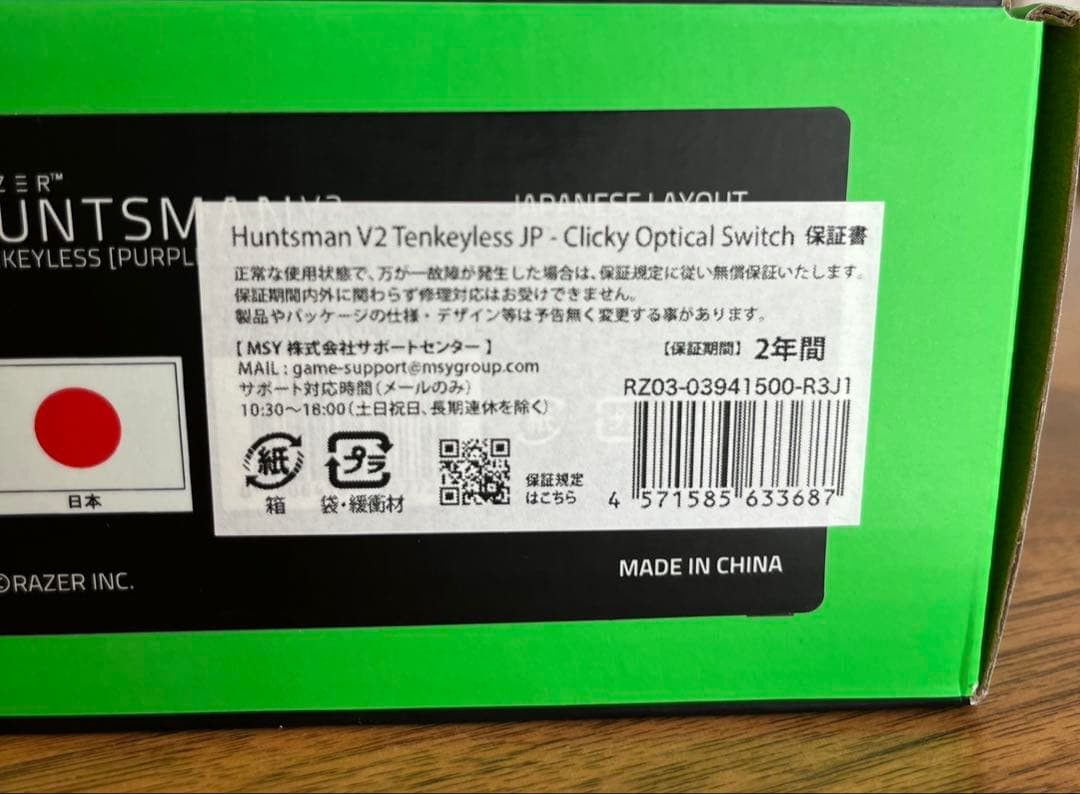 HUNTSMAN V2
JAPANESE LAYOUT
Huntsman V2 Tenkeyless JP - Clicky Optical Switch 保証書
正常な使用状態で、万が一故障が発生した場合は、保証規定に従い無償保証いたします。
保証期間内外に関わらず修理対応はお受けできません。
製品やパッケージの仕様・デザイン等は予告無く変更する事があります。
【 MSY 株式会社サポートセンター 】
MAIL : game-support@msygroup.com
サポート対応時間（メールのみ）
10:30〜18:00（土日祝日、長期連休を除く）
【保証期間】 2年間
RZ03-03941500-R3J1
紙
箱
プラ
袋・緩衝材
保証規定
はこちら
4 571585 633687
日本
©RAZER INC.
MADE IN CHINA